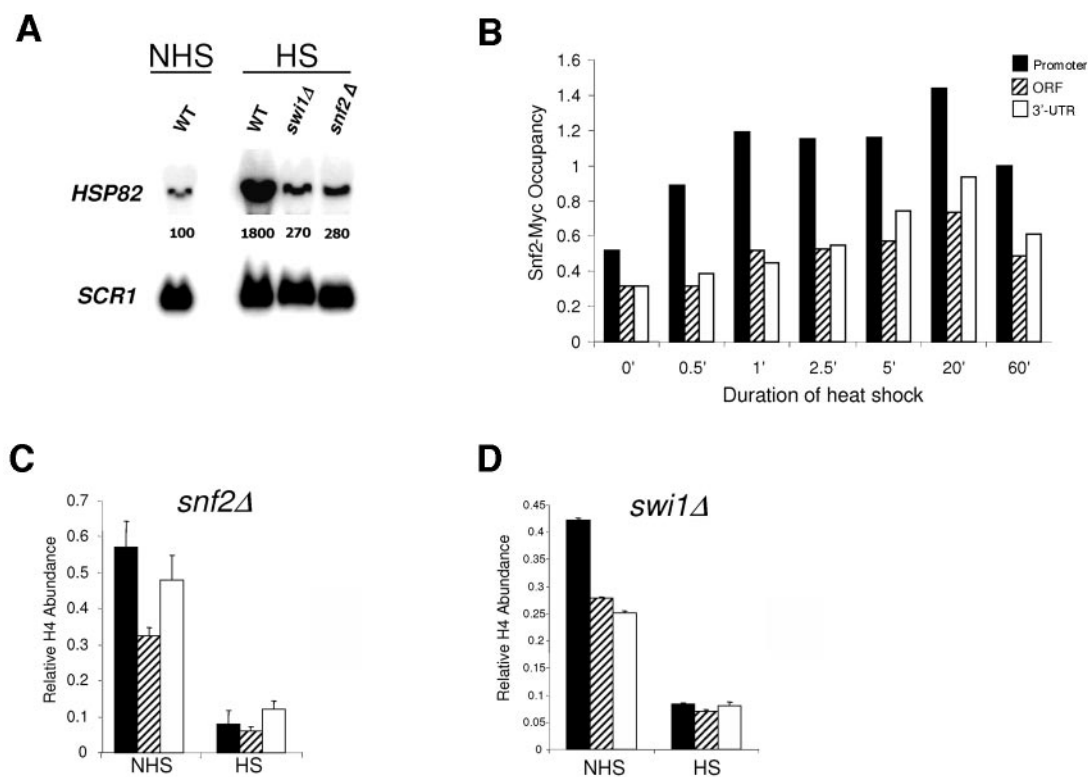 A
NHS HS
WT WT swi1Δ snf2Δ
HSP82
100 1800 270 280
SCR1
B
1.6
1.4
1.2
1
0.8
0.6
0.4
0.2
0
Snf2-Myc Occupancy
0' 0.5' 1' 2.5' 5' 20' 60'
Duration of heat shock
Promoter
ORF
3'-UTR
C
snf2Δ
0.7
0.6
0.5
0.4
0.3
0.2
0.1
0
Relative H4 Abundance
NHS HS
D
swi1Δ
0.45
0.4
0.35
0.3
0.25
0.2
0.15
0.1
0.05
0
Relative H4 Abundance
NHS HS